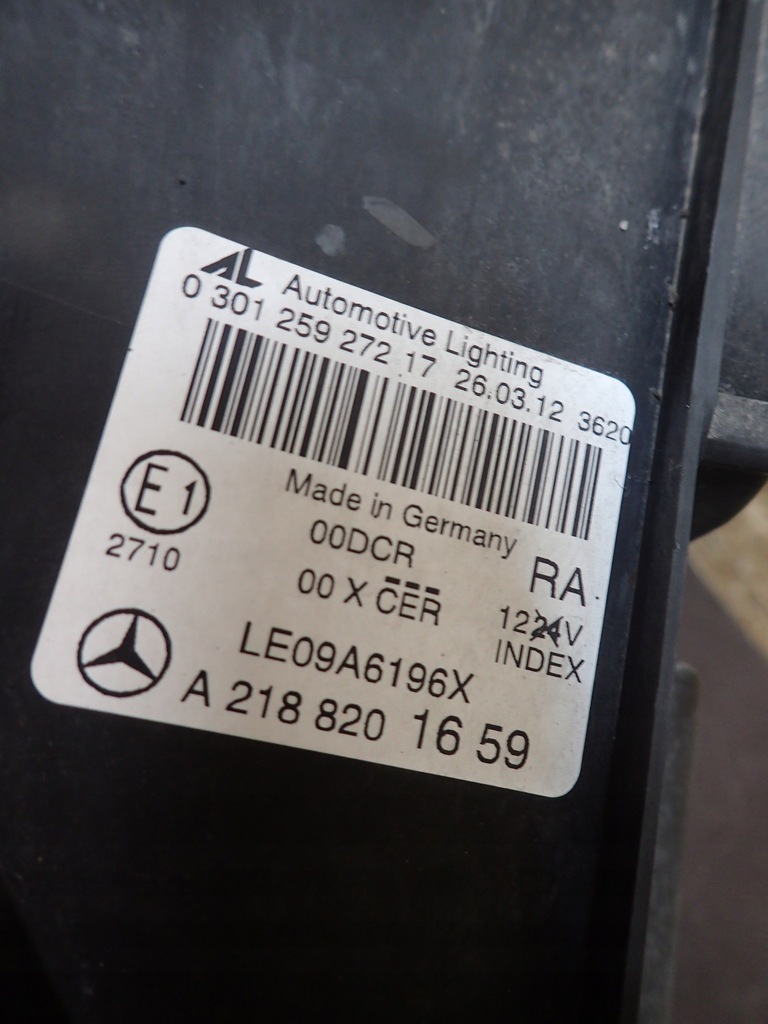 AL Automotive Lighting
0 301 259 272 17 26.03.12 3620
E1
2710
Made in Germany
00DCR
00 X CER
RA
1224V
INDEX
LE09A6196X
A 218 820 16 59